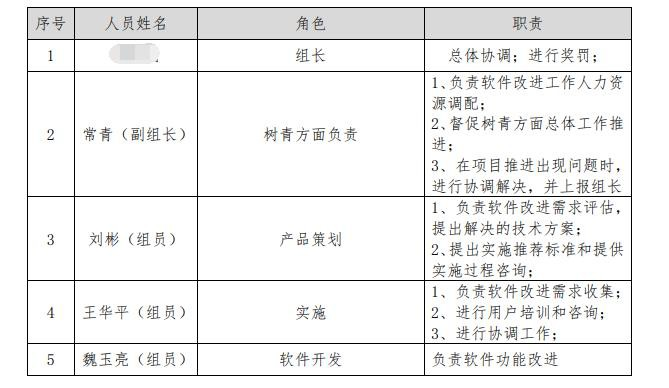 序号 人员姓名 角色 职责
1 组长 总体协调；进行奖罚；
2 常青（副组长） 树青方面负责 1、负责软件改进工作人力资
源调配；
2、督促树青方面总体工作推
进；
3、在项目推进出现问题时，
进行协调解决，并上报组长
3 刘彬（组员） 产品策划 1、负责软件改进需求评估，
提出解决的技术方案；
2、提出实施推荐标准和提供
实施过程咨询；
4 王华平（组员） 实施 1、负责软件改进需求收集；
2、进行用户培训和咨询；
3、进行协调工作；
5 魏玉亮（组员） 软件开发 负责软件功能改进